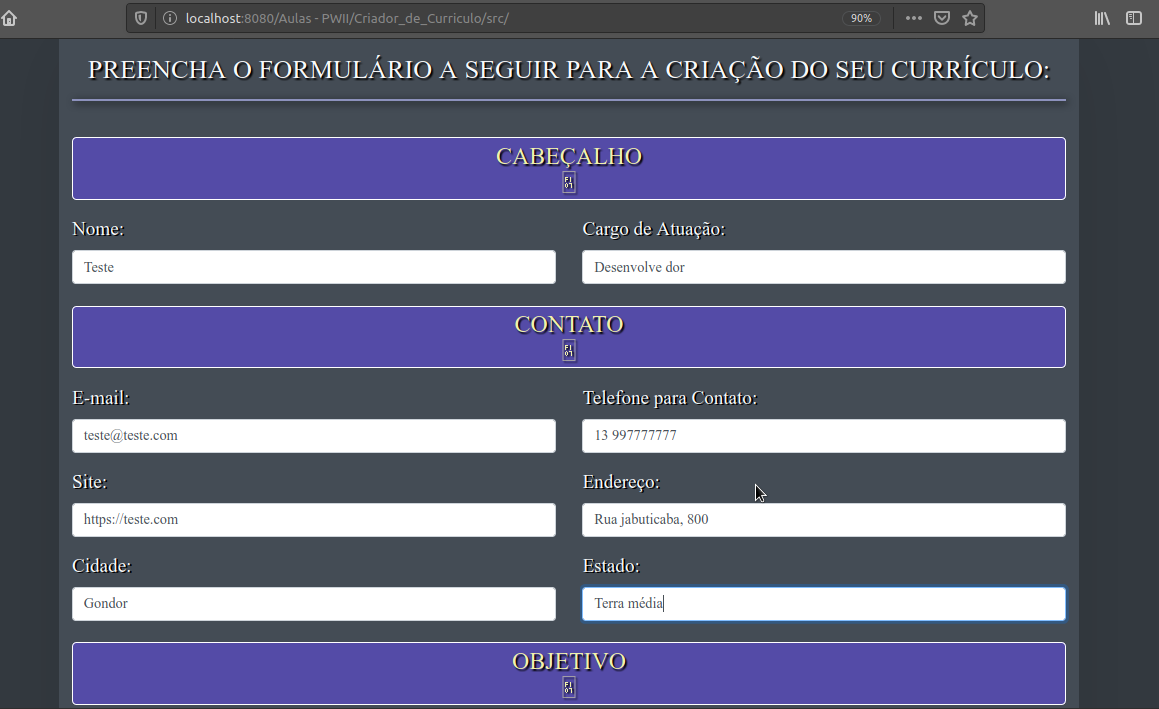 localhost:8080/Aulas - PWII/Criador_de_Curriculo/src/
90%
PREENCHA O FORMULÁRIO A SEGUIR PARA A CRIAÇÃO DO SEU CURRÍCULO:
CABEÇALHO
Nome:
Cargo de Atuação:
Teste
Desenvolve dor
CONTATO
E-mail:
Telefone para Contato:
teste@teste.com
13 997777777
Site:
Endereço:
https://teste.com
Rua jabuticaba, 800
Cidade:
Estado:
Gondor
Terra média
OBJETIVO